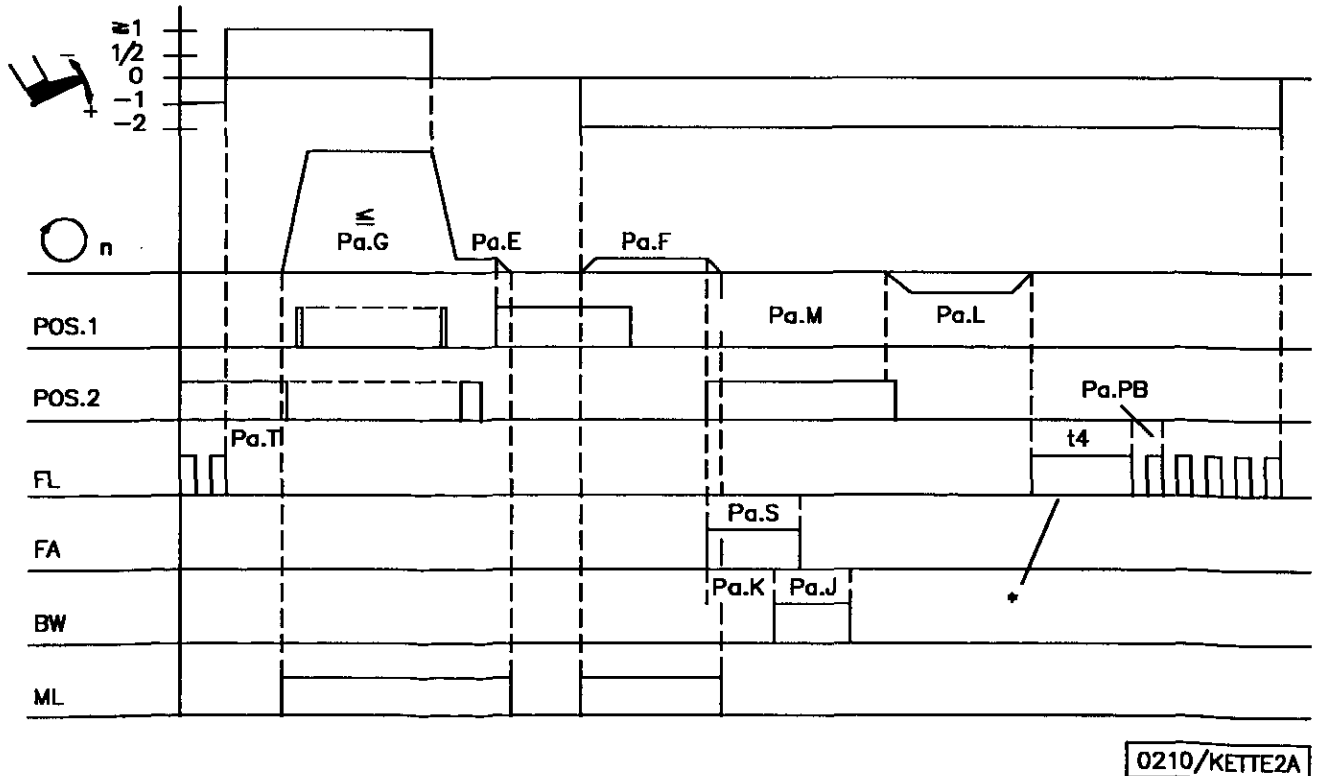 ≧1
1/2
0
−1
−2
−
+
n
≦
Pa.G
Pa.E
Pa.F
POS.1
Pa.M
Pa.L
POS.2
Pa.PB
Pa.T
t4
FL
Pa.S
FA
Pa.K
Pa.J
*
BW
ML
0210/KETTE2A